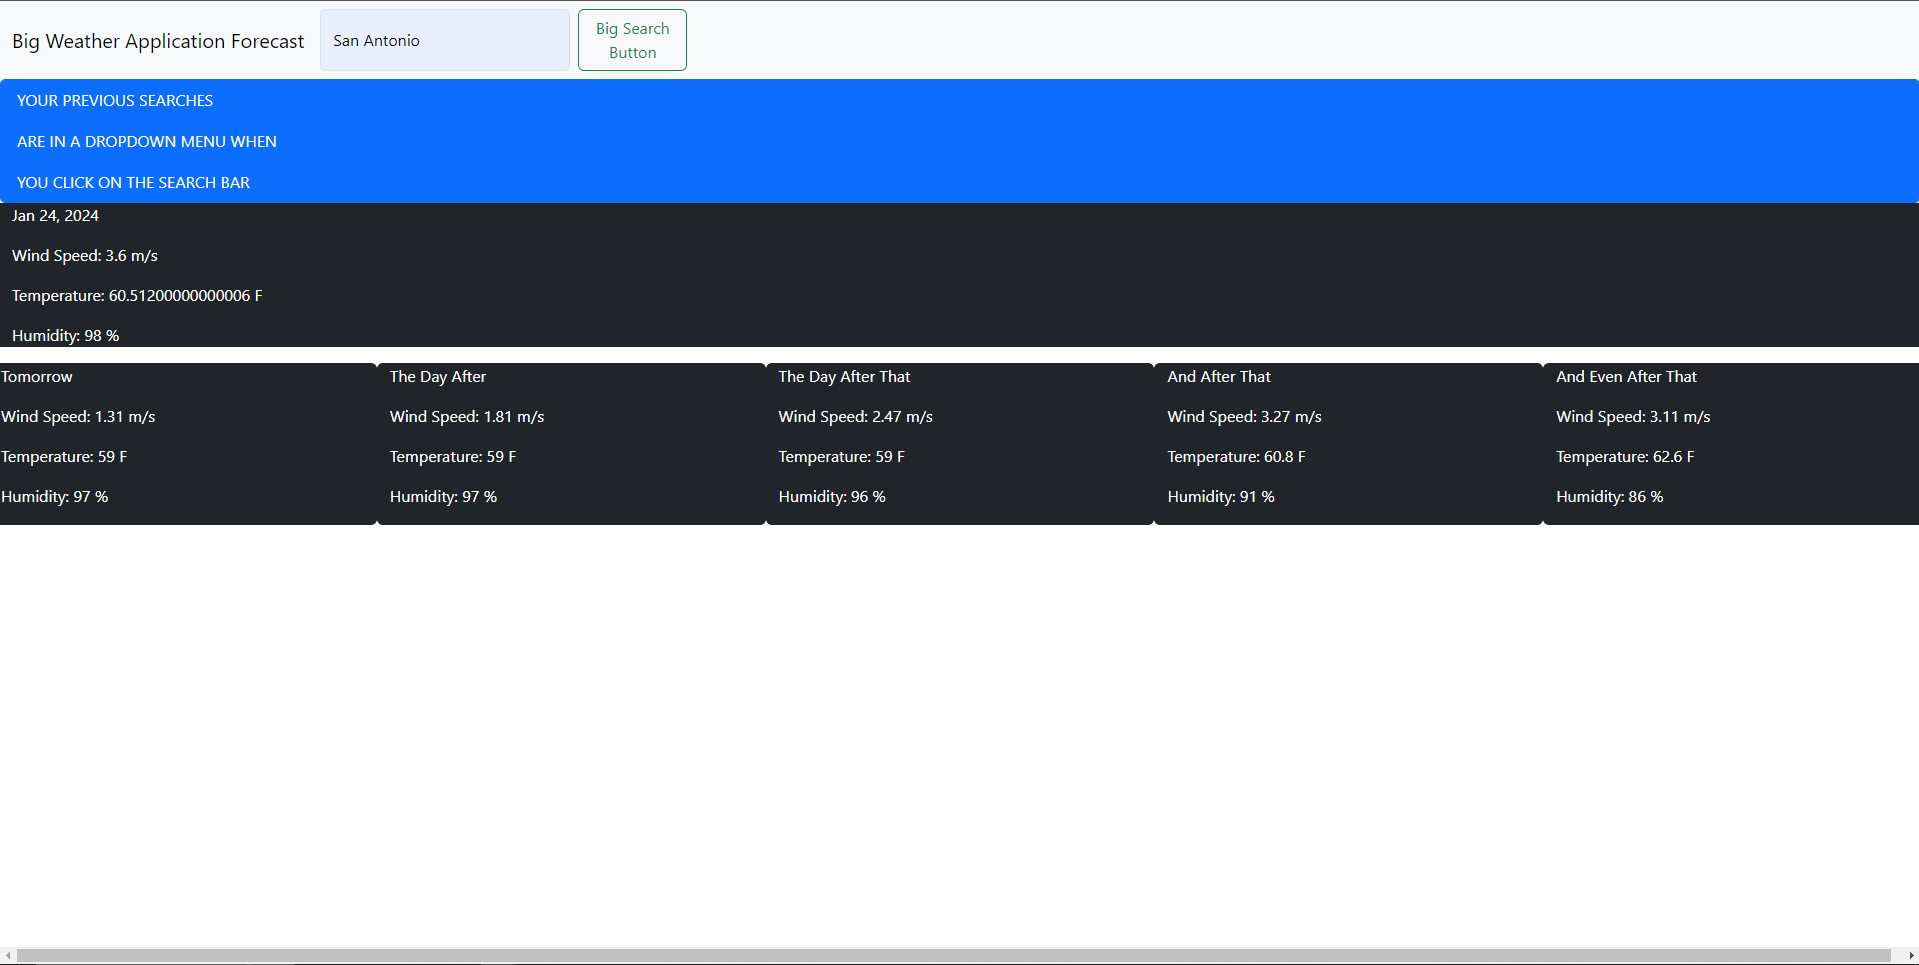 Big Weather Application Forecast
San Antonio
Big Search
Button
YOUR PREVIOUS SEARCHES
ARE IN A DROPDOWN MENU WHEN
YOU CLICK ON THE SEARCH BAR
Jan 24, 2024
Wind Speed: 3.6 m/s
Temperature: 60.51200000000006 F
Humidity: 98 %
Tomorrow
Wind Speed: 1.31 m/s
Temperature: 59 F
Humidity: 97 %
The Day After
Wind Speed: 1.81 m/s
Temperature: 59 F
Humidity: 97 %
The Day After That
Wind Speed: 2.47 m/s
Temperature: 59 F
Humidity: 96 %
And After That
Wind Speed: 3.27 m/s
Temperature: 60.8 F
Humidity: 91 %
And Even After That
Wind Speed: 3.11 m/s
Temperature: 62.6 F
Humidity: 86 %